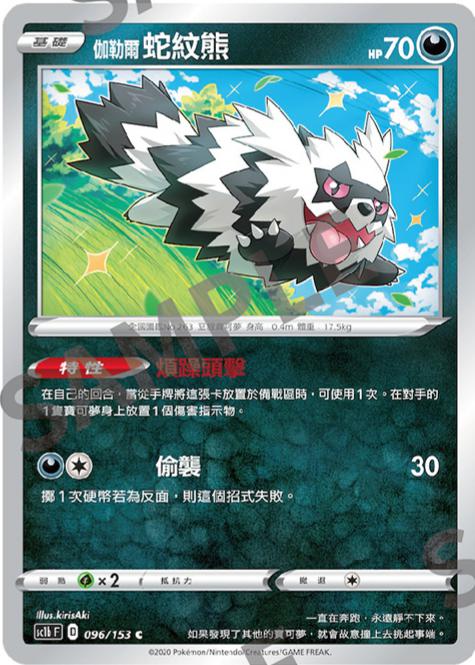 基礎 伽勒爾 蛇紋熊 HP 70
全國圖鑑No.263 豆狸寶可夢 身高 0.4m 體重 17.5kg
特性 煩躁頭擊
在自己的回合,當從手牌將這張卡放置於備戰區時,可使用1次。在對手的
1隻寶可夢身上放置1個傷害指示物。
偷襲 30
擲1次硬幣若為反面,則這個招式失敗。
弱點 ×2 抵抗力 撤退
Illus.kirisAki
SC1b F D 096/153 C
一直在奔跑,永遠靜不下來。
如果發現了其他的寶可夢,就會故意撞上去挑起爭端。
©2020 Pokémon/Nintendo/Creatures/GAME FREAK.
SAMPLE